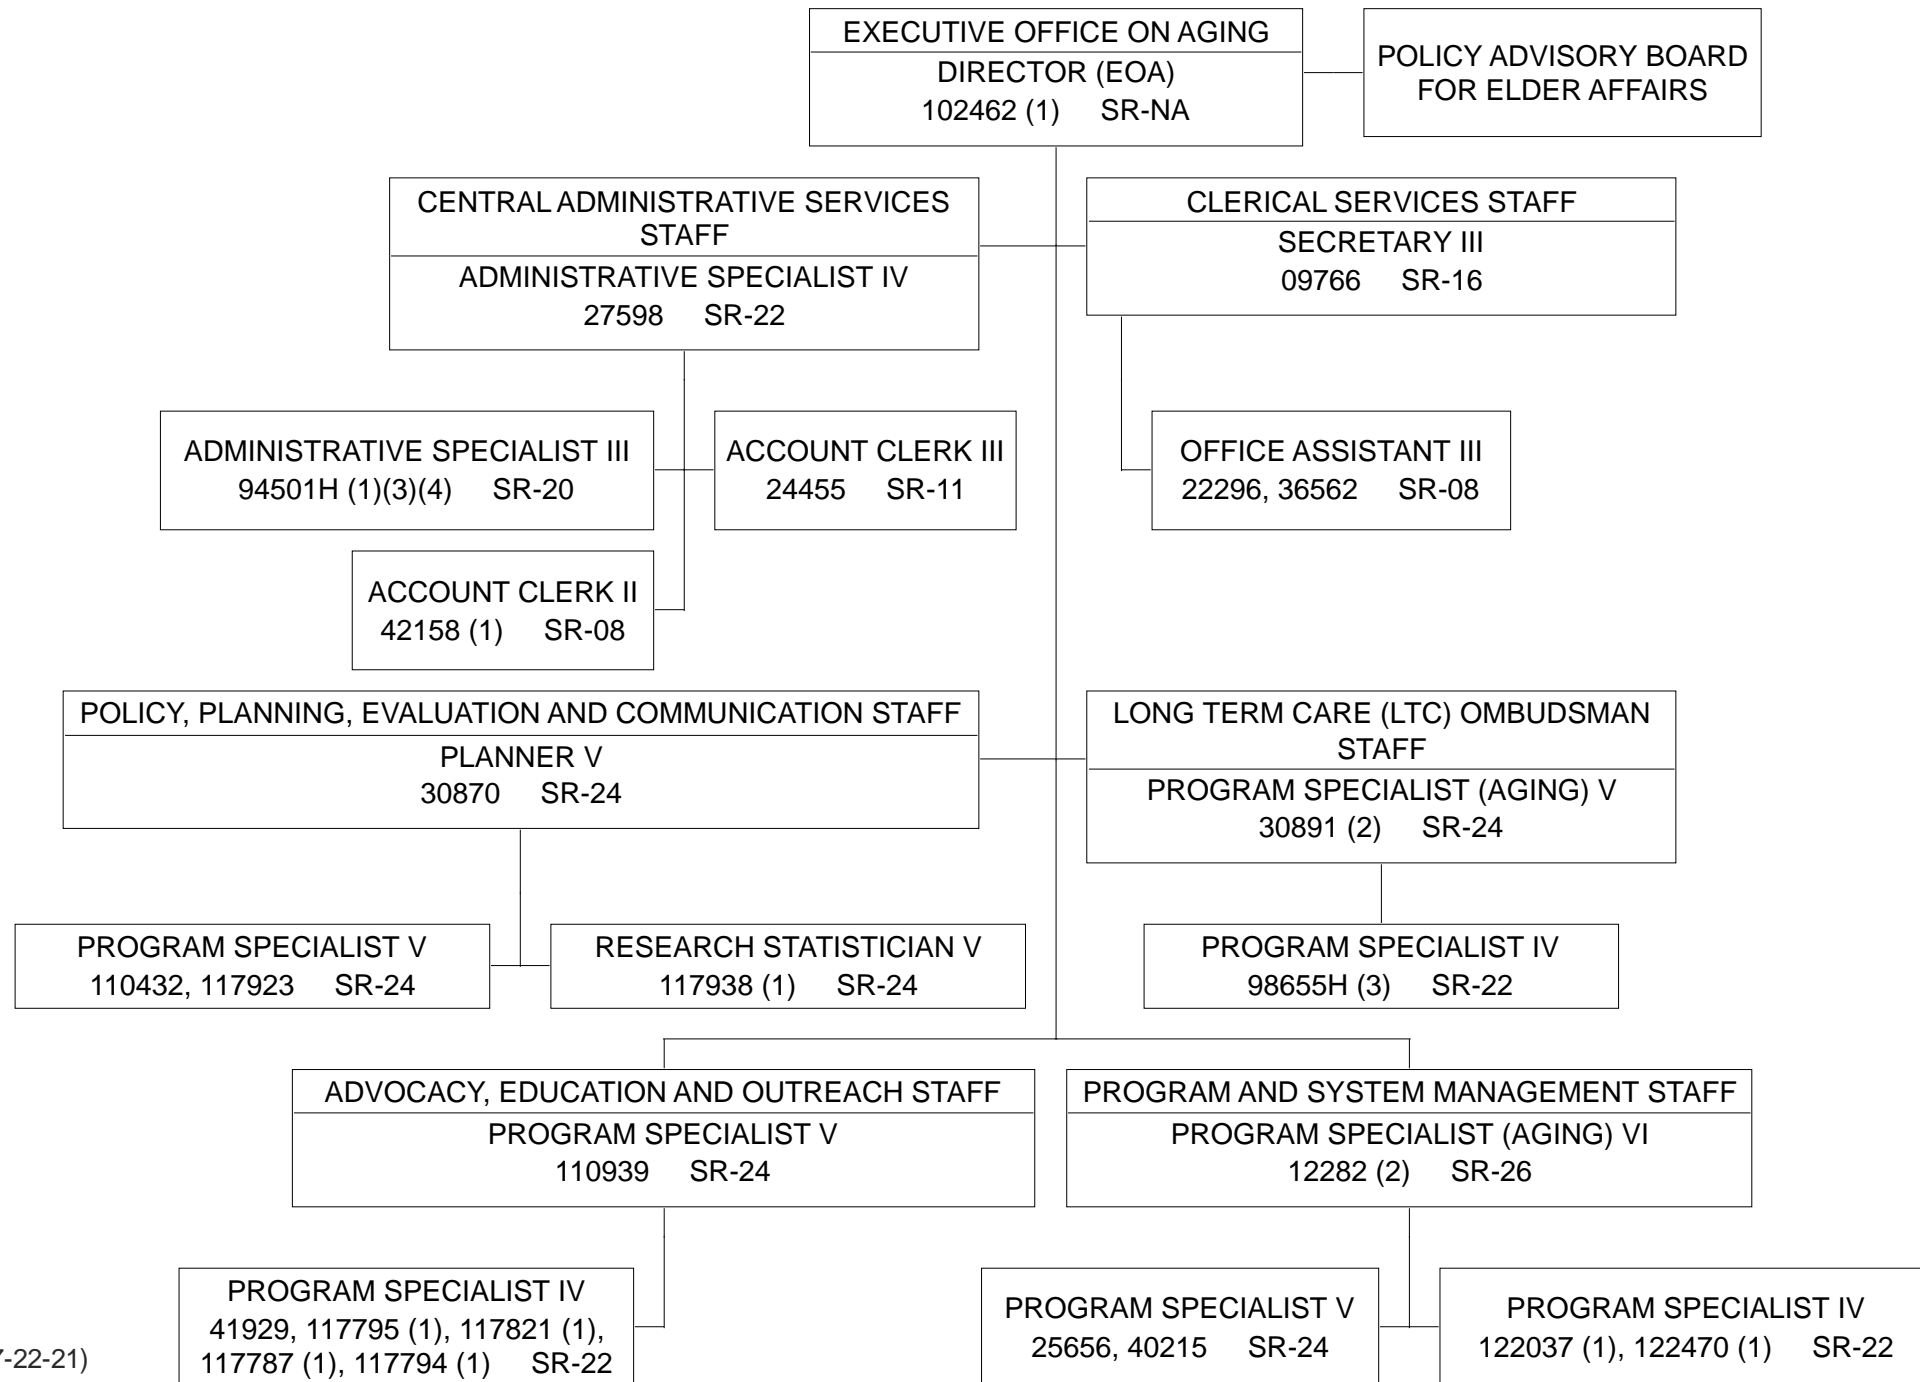 EXECUTIVE OFFICE ON AGING
DIRECTOR (EOA)
102462 (1) SR-NA
POLICY ADVISORY BOARD
FOR ELDER AFFAIRS
CENTRAL ADMINISTRATIVE SERVICES
STAFF
ADMINISTRATIVE SPECIALIST IV
27598 SR-22
CLERICAL SERVICES STAFF
SECRETARY III
09766 SR-16
ADMINISTRATIVE SPECIALIST III
94501H (1)(3)(4) SR-20
ACCOUNT CLERK III
24455 SR-11
OFFICE ASSISTANT III
22296, 36562 SR-08
ACCOUNT CLERK II
42158 (1) SR-08
POLICY, PLANNING, EVALUATION AND COMMUNICATION STAFF
PLANNER V
30870 SR-24
LONG TERM CARE (LTC) OMBUDSMAN
STAFF
PROGRAM SPECIALIST (AGING) V
30891 (2) SR-24
PROGRAM SPECIALIST V
110432, 117923 SR-24
RESEARCH STATISTICIAN V
117938 (1) SR-24
PROGRAM SPECIALIST IV
98655H (3) SR-22
ADVOCACY, EDUCATION AND OUTREACH STAFF
PROGRAM SPECIALIST V
110939 SR-24
PROGRAM AND SYSTEM MANAGEMENT STAFF
PROGRAM SPECIALIST (AGING) VI
12282 (2) SR-26
PROGRAM SPECIALIST IV
41929, 117795 (1), 117821 (1),
117787 (1), 117794 (1) SR-22
PROGRAM SPECIALIST V
25656, 40215 SR-24
PROGRAM SPECIALIST IV
122037 (1), 122470 (1) SR-22
-22-21)